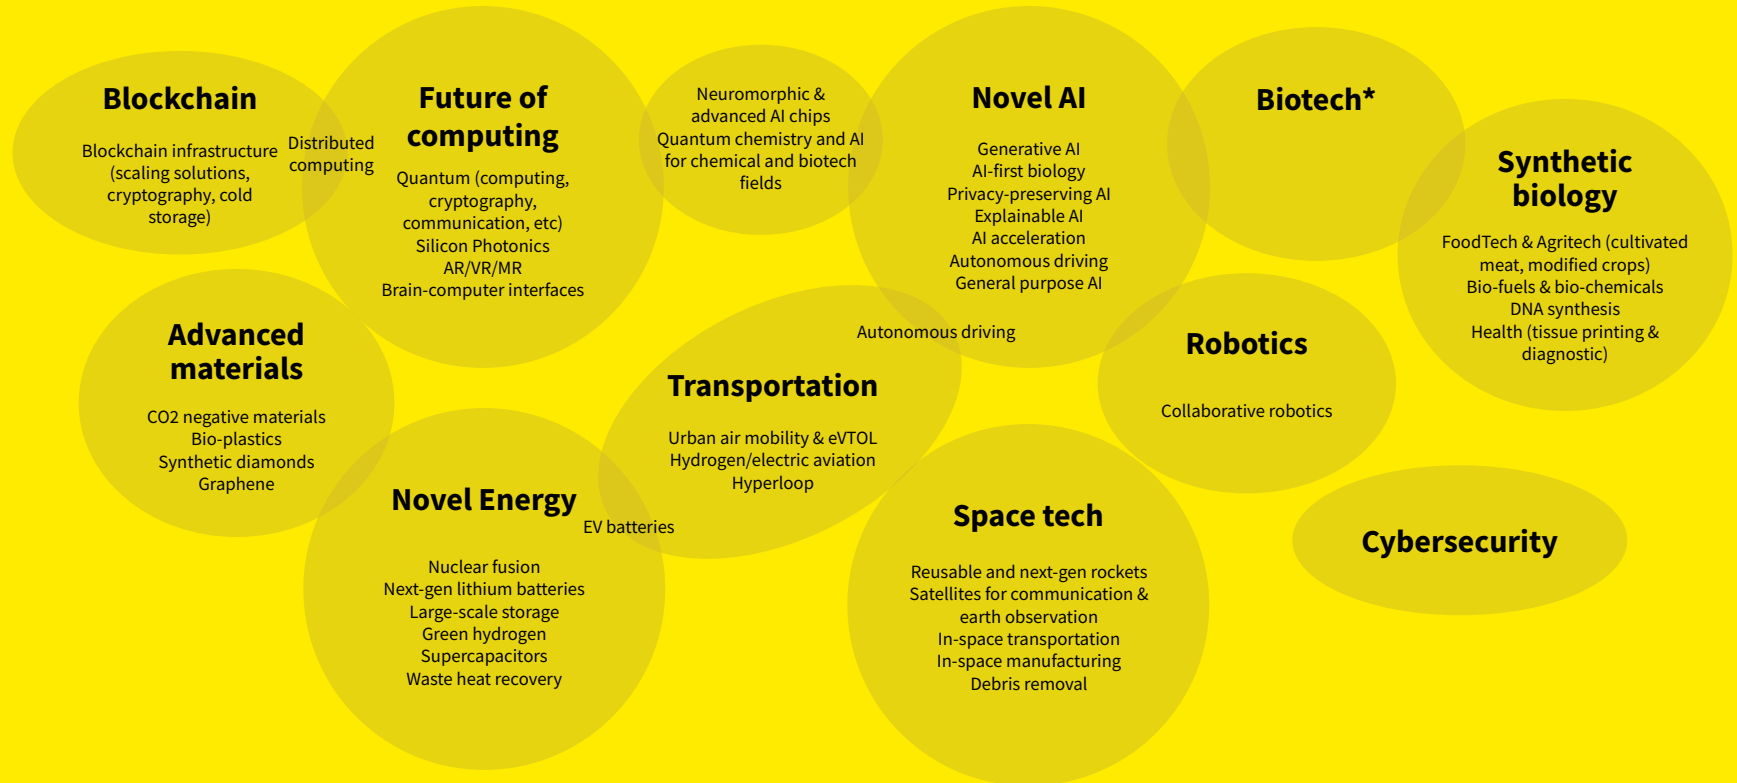 Blockchain
Blockchain infrastructure
(scaling solutions,
cryptography, cold
storage)
Distributed
computing
Future of
computing
Quantum (computing,
cryptography,
communication, etc)
Silicon Photonics
AR/VR/MR
Brain-computer interfaces
Neuromorphic &
advanced AI chips
Quantum chemistry and AI
for chemical and biotech
fields
Novel AI
Generative AI
AI-first biology
Privacy-preserving AI
Explainable AI
AI acceleration
Autonomous driving
General purpose AI
Biotech*
Synthetic
biology
FoodTech & Agritech (cultivated
meat, modified crops)
Bio-fuels & bio-chemicals
DNA synthesis
Health (tissue printing &
diagnostic)
Advanced
materials
CO2 negative materials
Bio-plastics
Synthetic diamonds
Graphene
Autonomous driving
Transportation
Urban air mobility & eVTOL
Hydrogen/electric aviation
Hyperloop
Robotics
Collaborative robotics
Novel Energy
EV batteries
Nuclear fusion
Next-gen lithium batteries
Large-scale storage
Green hydrogen
Supercapacitors
Waste heat recovery
Space tech
Reusable and next-gen rockets
Satellites for communication &
earth observation
In-space transportation
In-space manufacturing
Debris removal
Cybersecurity